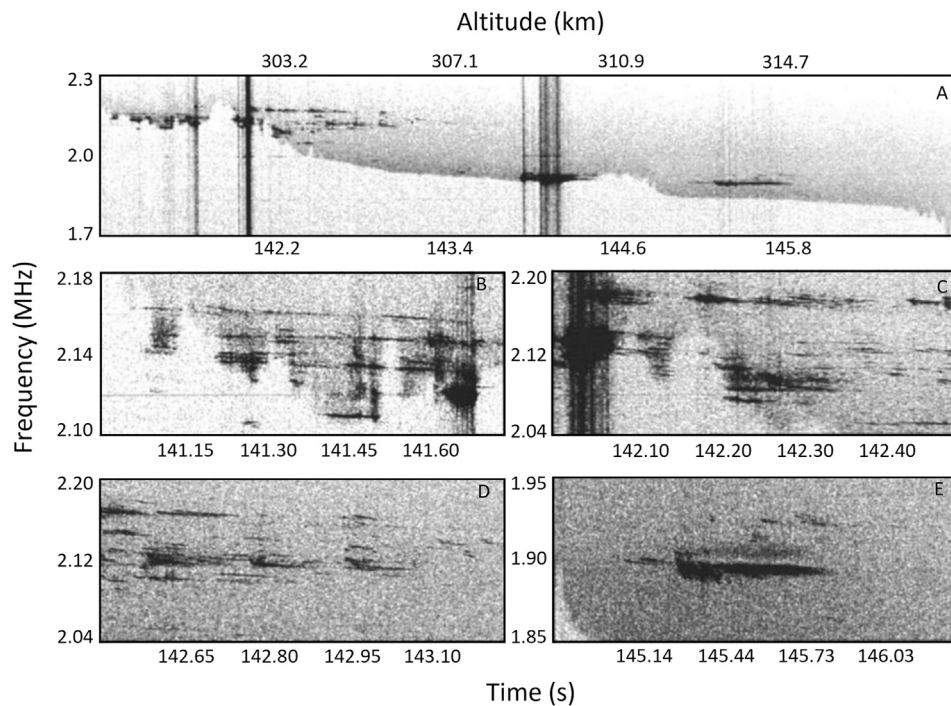 Altitude (km)
303.2 307.1 310.9 314.7
2.3 A
2.0
1.7
142.2 143.4 144.6 145.8
Frequency (MHz)
2.18 B
2.14
2.10
141.15 141.30 141.45 141.60
2.20 C
2.12
2.04
142.10 142.20 142.30 142.40
2.20 D
2.12
2.04
142.65 142.80 142.95 143.10
1.95 E
1.90
1.85
145.14 145.44 145.73 146.03
Time (s)